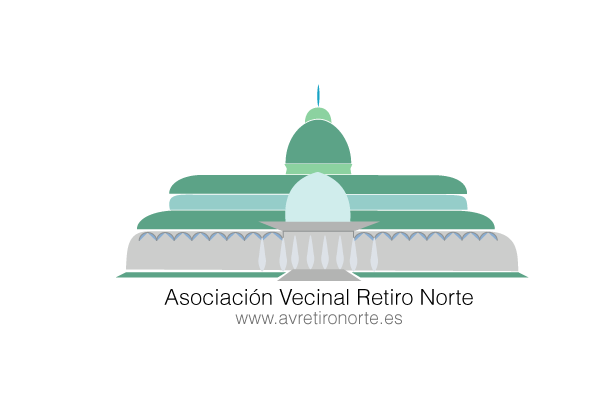 Asociación Vecinal Retiro Norte
www.avretironorte.es